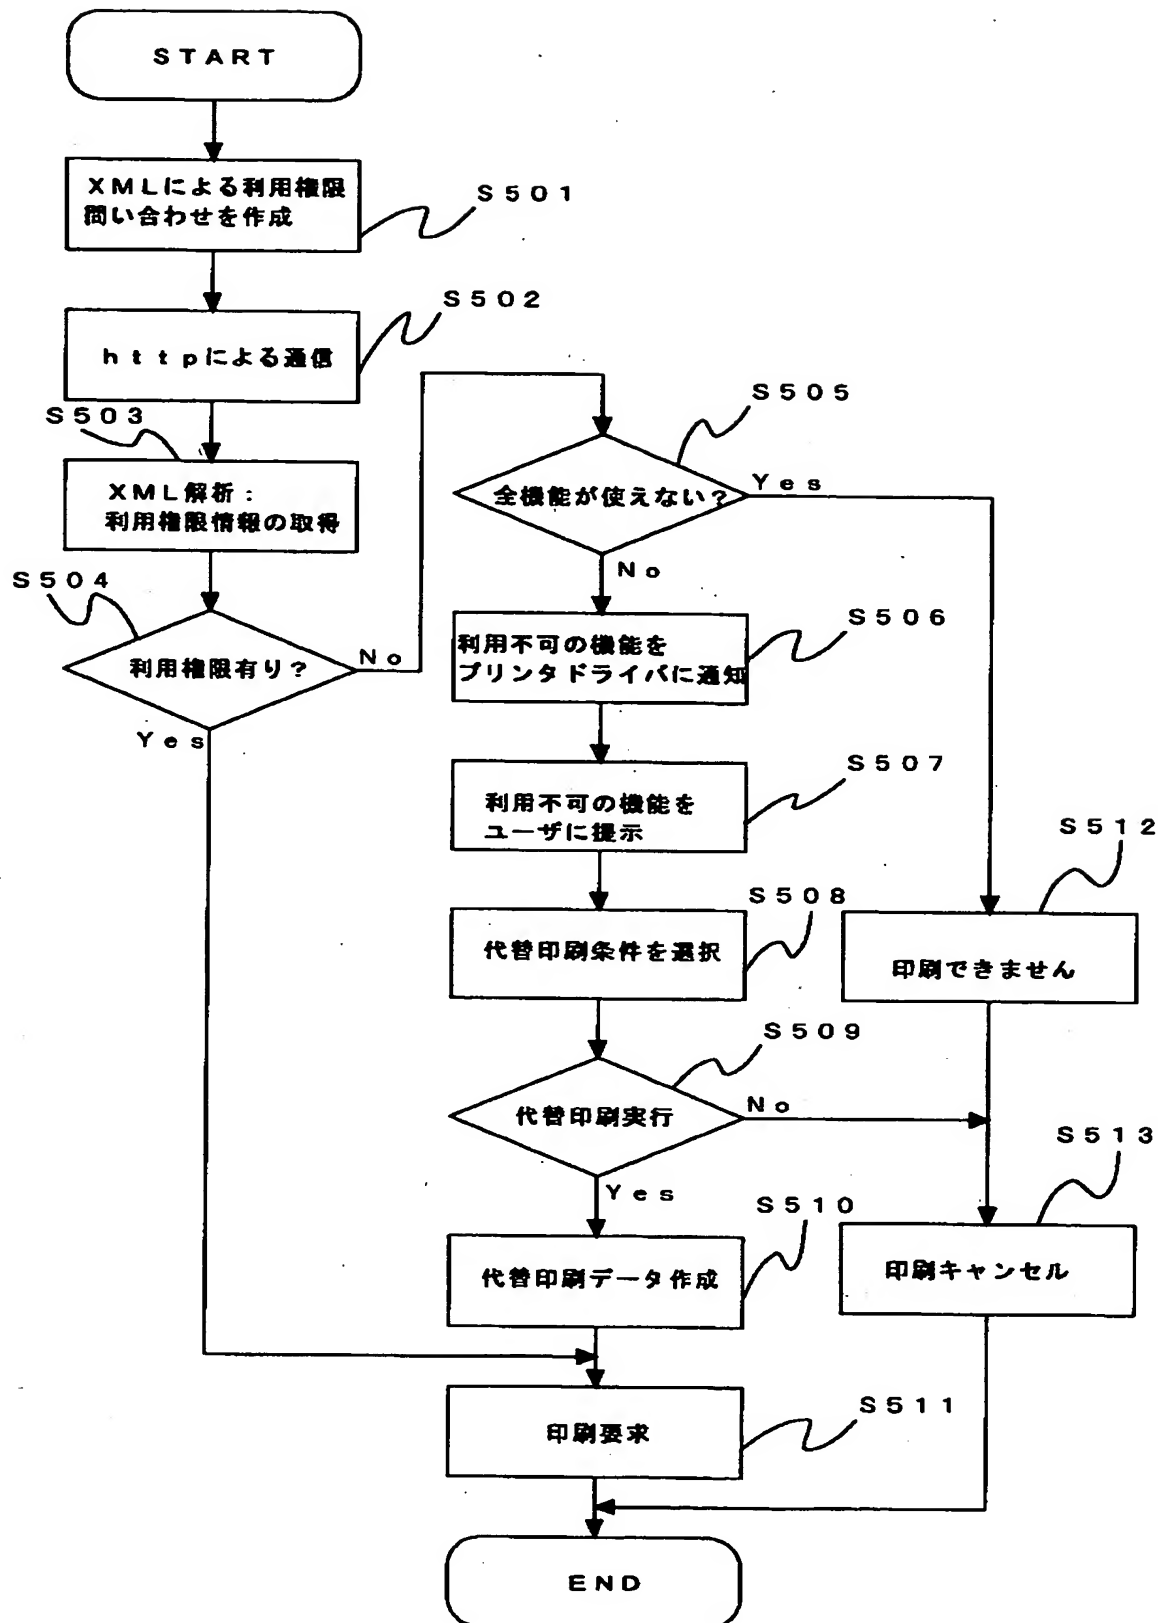 START
XMLによる利用権限
問い合わせを作成
S501
S502
httpによる通信
S503
XML解析：
利用権限情報の取得
S504
利用権限有り？
No
Yes
S505
全機能が使えない？
Yes
No
S506
利用不可の機能を
プリンタドライバに通知
S507
利用不可の機能を
ユーザに提示
S508
代替印刷条件を選択
S512
印刷できません
S509
代替印刷実行
No
Yes
S513
印刷キャンセル
S510
代替印刷データ作成
S511
印刷要求
END